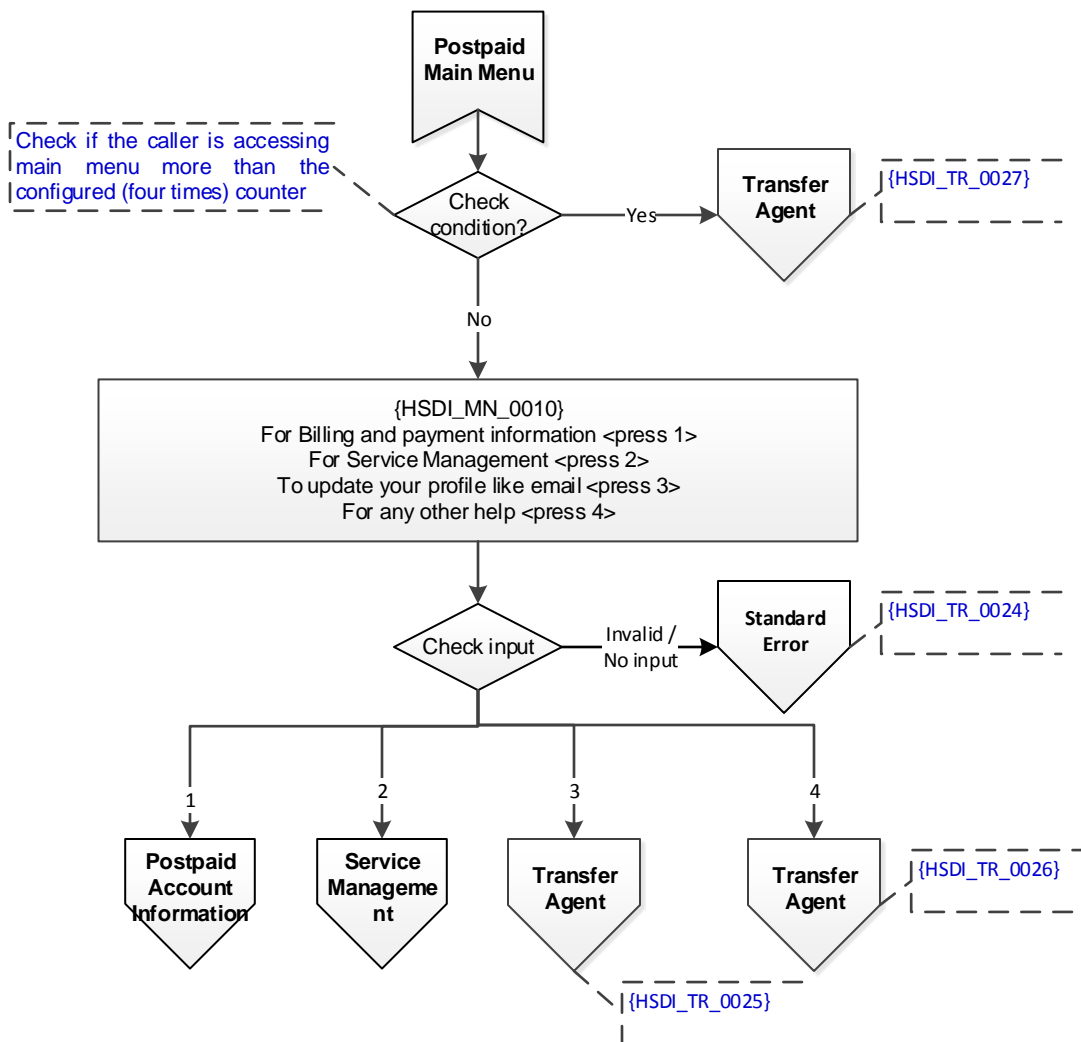 Postpaid
Main Menu
Check if the caller is accessing
main menu more than the
configured (four times) counter
Check
condition?
Yes
Transfer
Agent
{HSDI_TR_0027}
No
{HSDI_MN_0010}
For Billing and payment information <press 1>
For Service Management <press 2>
To update your profile like email <press 3>
For any other help <press 4>
Check input
Invalid /
No input
Standard
Error
{HSDI_TR_0024}
1
2
3
4
Postpaid
Account
Information
Service
Manageme
nt
Transfer
Agent
Transfer
Agent
{HSDI_TR_0026}
{HSDI_TR_0025}